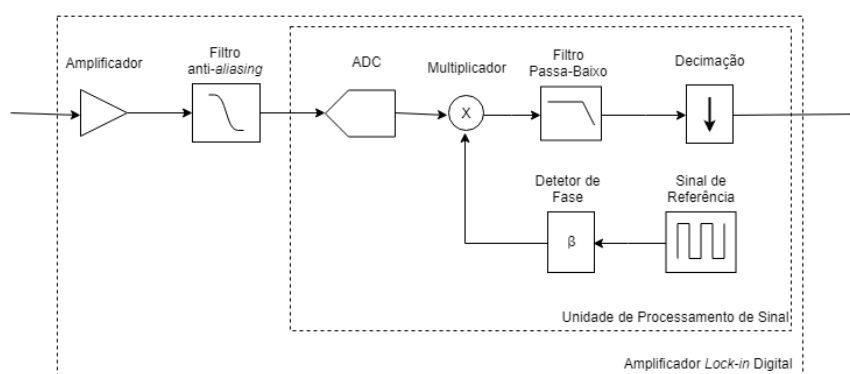 Amplificador
Filtro
anti-aliasing
ADC
Multiplicador
Filtro
Passa-Baixo
Decimação
X
Detetor de
Fase
Sinal de
Referência
β
Unidade de Processamento de Sinal
Amplificador Lock-in Digital